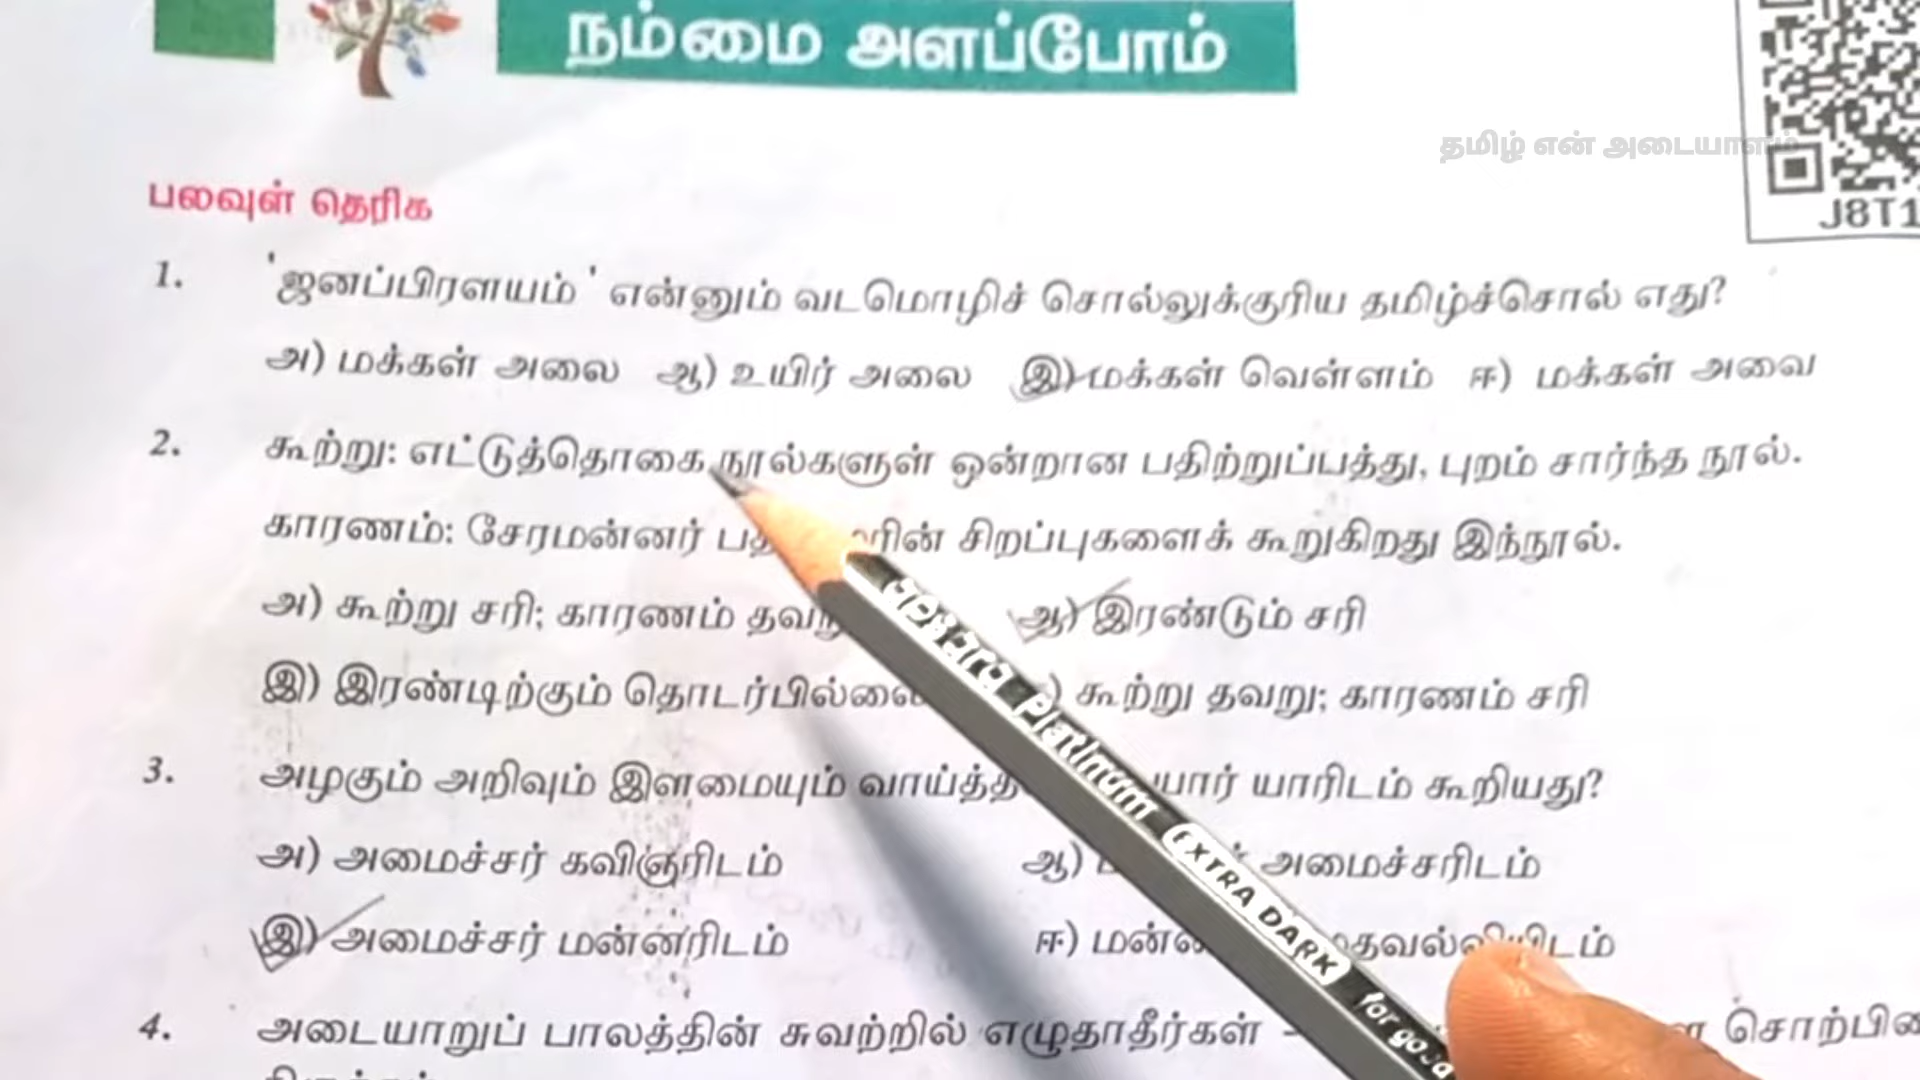 நம்மை அளப்போம்
தமிழ் என் அடையாளம்
J8T1
பலவுள் தெரிக
1. 'ஜனப்பிரளயம்' என்னும் வடமொழிச் சொல்லுக்குரிய தமிழ்ச்சொல் எது?
அ) மக்கள் அலை ஆ) உயிர் அலை இ) மக்கள் வெள்ளம் ஈ) மக்கள் அவை
2. கூற்று: எட்டுத்தொகை நூல்களுள் ஒன்றான பதிற்றுப்பத்து, புறம் சார்ந்த நூல்.
காரணம்: சேரமன்னர் சிறப்புகளைக் கூறுகிறது இந்நூல்.
அ) கூற்று சரி; காரணம் ஆ) இரண்டும் சரி
இ) இரண்டிற்கும் தொடர்பில்லை ) கூற்று தவறு; காரணம் சரி
3. அழகும் அறிவும் இளமையும் யார் யாரிடம் கூறியது?
அ) அமைச்சர் கவிஞரிடம் ஆ) அமைச்சரிடம்
இ) அமைச்சர் மன்னரிடம் ஈ)
4. அடையாறுப் பாலத்தின் சுவற்றில் எழுதாதீர்கள் -
Apsara Platinum EXTRA DARK for good